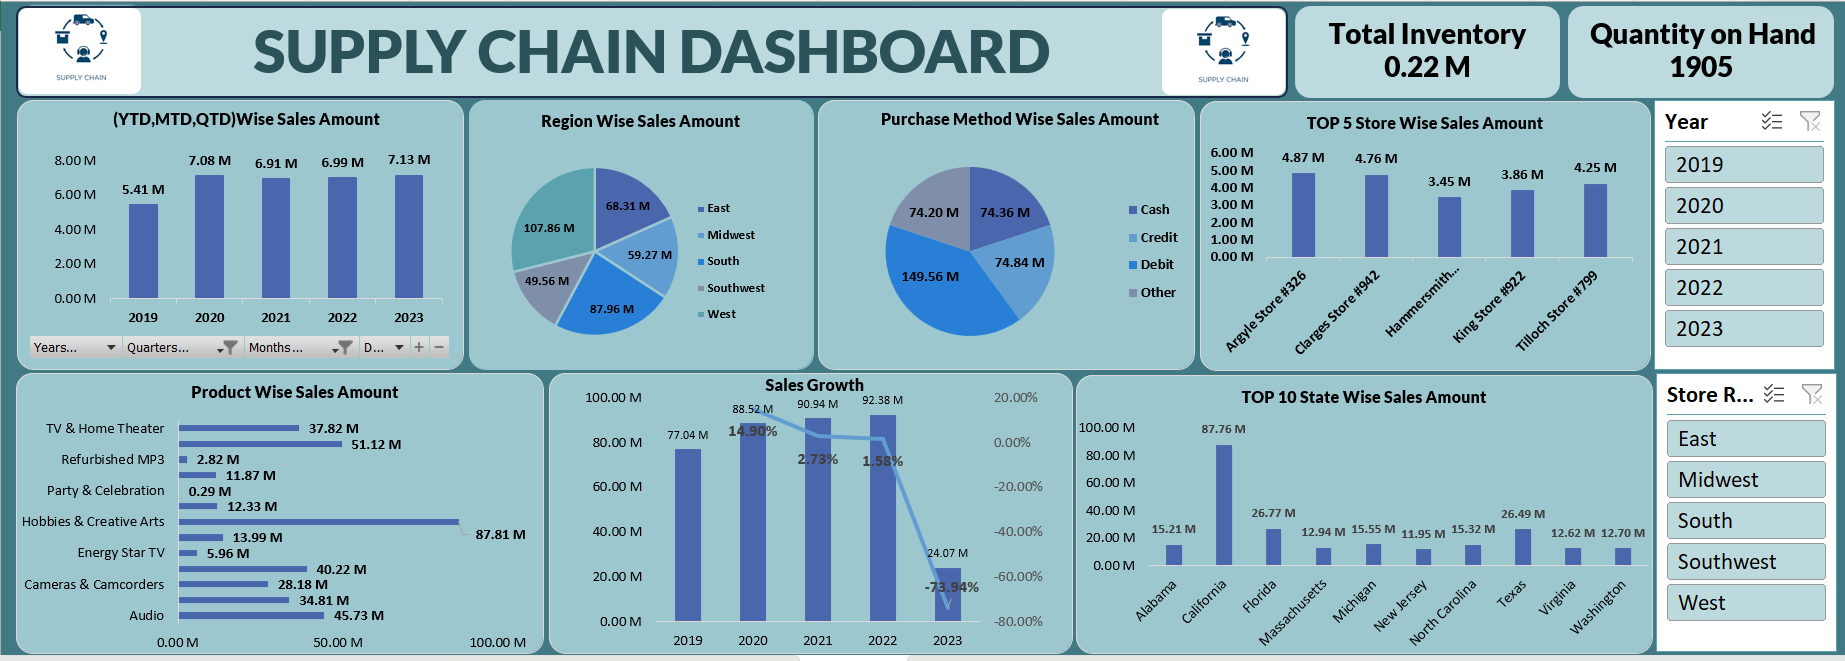 SUPPLY CHAIN
SUPPLY CHAIN DASHBOARD
SUPPLY CHAIN
Total Inventory
0.22 M
Quantity on Hand
1905
(YTD,MTD,QTD)Wise Sales Amount
8.00 M
6.00 M
4.00 M
2.00 M
0.00 M
5.41 M
7.08 M
6.91 M
6.99 M
7.13 M
2019
2020
2021
2022
2023
Years...
Quarters...
Months...
D...
+
−
Region Wise Sales Amount
68.31 M
59.27 M
87.96 M
49.56 M
107.86 M
East
Midwest
South
Southwest
West
Purchase Method Wise Sales Amount
74.20 M
74.36 M
74.84 M
149.56 M
Cash
Credit
Debit
Other
TOP 5 Store Wise Sales Amount
6.00 M
5.00 M
4.00 M
3.00 M
2.00 M
1.00 M
0.00 M
4.87 M
4.76 M
3.45 M
3.86 M
4.25 M
Argyle Store #326
Clarges Store #942
Hammersmith...
King Store #922
Tilloch Store #799
Year
2019
2020
2021
2022
2023
Product Wise Sales Amount
TV & Home Theater
37.82 M
51.12 M
Refurbished MP3
2.82 M
11.87 M
Party & Celebration
0.29 M
12.33 M
Hobbies & Creative Arts
87.81 M
13.99 M
Energy Star TV
5.96 M
40.22 M
Cameras & Camcorders
28.18 M
34.81 M
Audio
45.73 M
0.00 M
50.00 M
100.00 M
Sales Growth
100.00 M
80.00 M
60.00 M
40.00 M
20.00 M
0.00 M
77.04 M
88.52 M
90.94 M
92.38 M
24.07 M
14.90%
2.73%
1.58%
-73.94%
20.00%
0.00%
-20.00%
-40.00%
-60.00%
-80.00%
2019
2020
2021
2022
2023
TOP 10 State Wise Sales Amount
100.00 M
80.00 M
60.00 M
40.00 M
20.00 M
0.00 M
15.21 M
87.76 M
26.77 M
12.94 M
15.55 M
11.95 M
15.32 M
26.49 M
12.62 M
12.70 M
Alabama
California
Florida
Massachusetts
Michigan
New Jersey
North Carolina
Texas
Virginia
Washington
Store R...
East
Midwest
South
Southwest
West